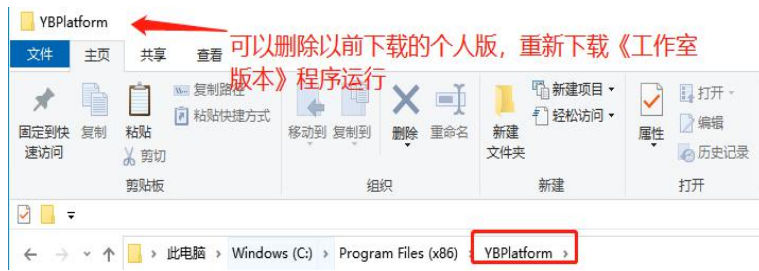 YBPlatform
文件 主页 共享 查看
可以删除以前下载的个人版，重新下载《工作室
版本》程序运行
固定到快
速访问
复制
粘贴
复制路径
粘贴快捷方式
剪切
移动到 复制到 删除 重命名
新建
文件夹
新建项目
轻松访问
属性
打开
编辑
历史记录
剪贴板 组织 新建 打开
此电脑 › Windows (C:) › Program Files (x86) › YBPlatform ›